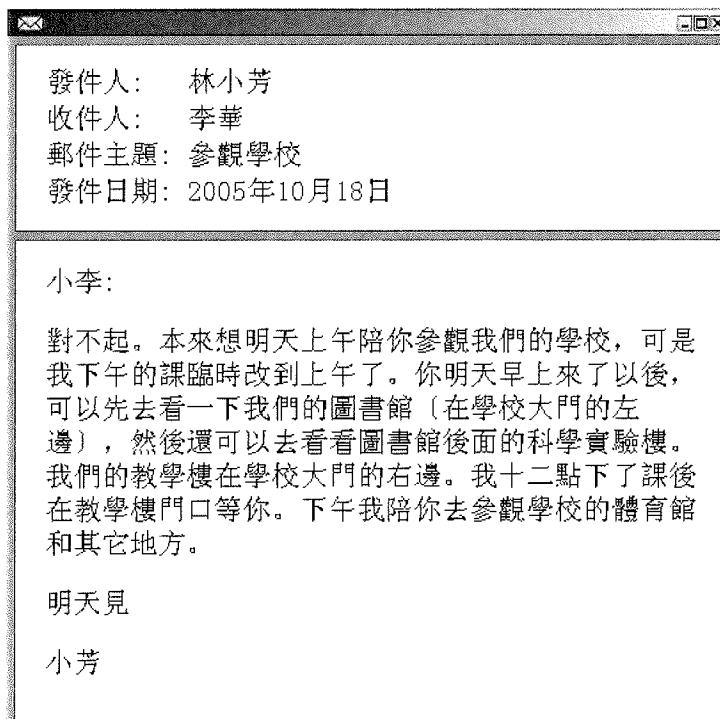 發件人: 林小芳
收件人: 李華
郵件主題: 參觀學校
發件日期: 2005年10月18日
小李:
對不起。本來想明天上午陪你參觀我們的學校，可是
我下午的課臨時改到上午了。你明天早上來了以後，
可以先去看一下我們的圖書館〔在學校大門的左
邊〕，然後還可以去看看圖書館後面的科學實驗樓。
我們的教學樓在學校大門的右邊。我十二點下了課後
在教學樓門口等你。下午我陪你去參觀學校的體育館
和其它地方。
明天見
小芳